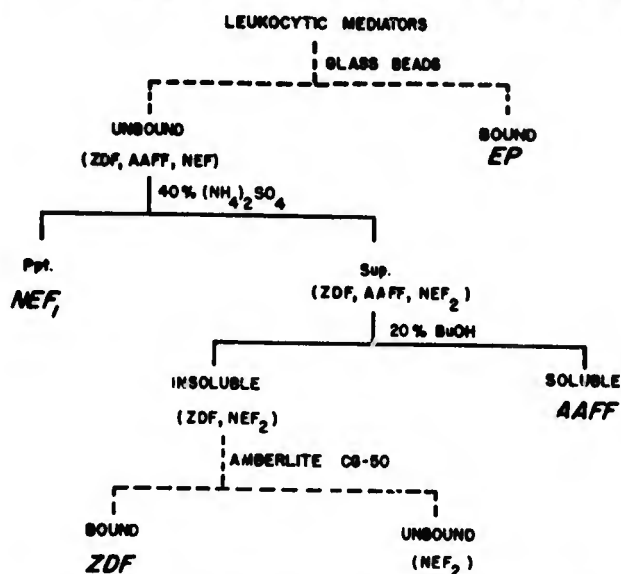 LEUKOCYTIC MEDIATORS
GLASS BEADS
UNBOUND
(ZDF, AAFF, NEF)
BOUND
EP
40% (NH₄)₂SO₄
Ppt.
NEF₁
Sup.
(ZDF, AAFF, NEF₂)
20% BuOH
INSOLUBLE
(ZDF, NEF₂)
SOLUBLE
AAFF
AMBERLITE CG-50
BOUND
ZDF
UNBOUND
(NEF₂)